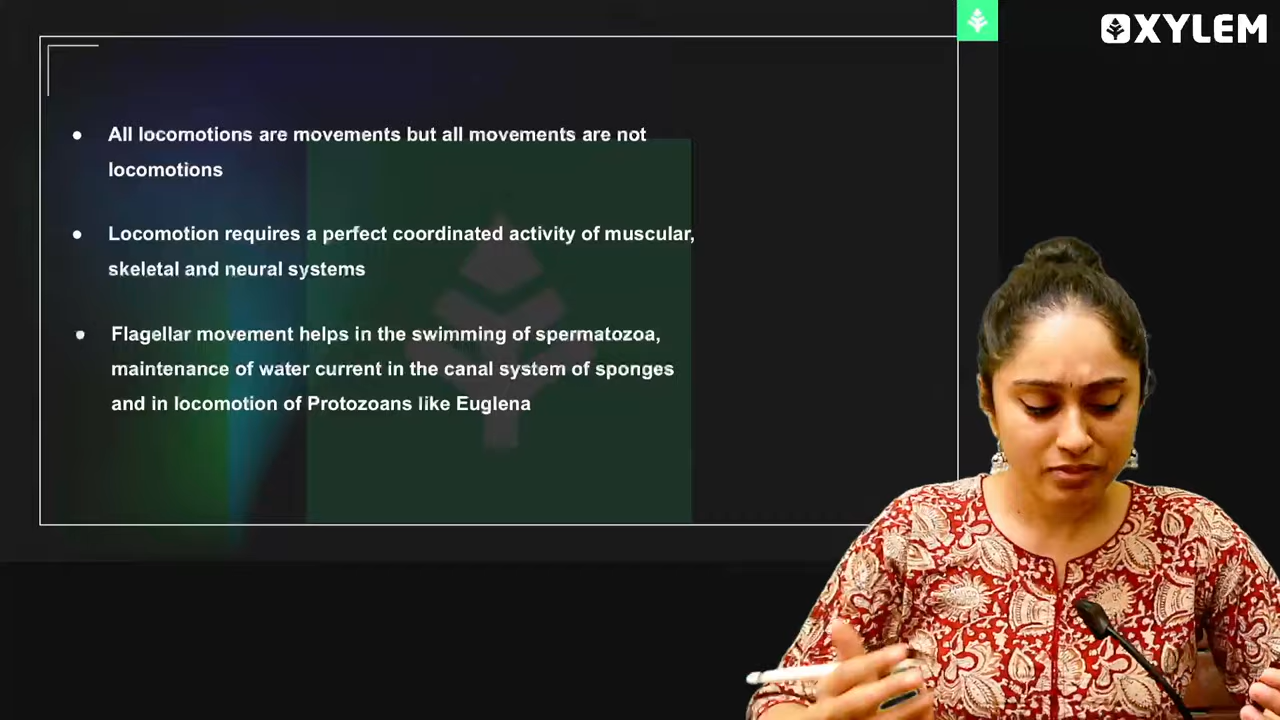 XYLEM
All locomotions are movements but all movements are not
locomotions
Locomotion requires a perfect coordinated activity of muscular,
skeletal and neural systems
Flagellar movement helps in the swimming of spermatozoa,
maintenance of water current in the canal system of sponges
and in locomotion of Protozoans like Euglena